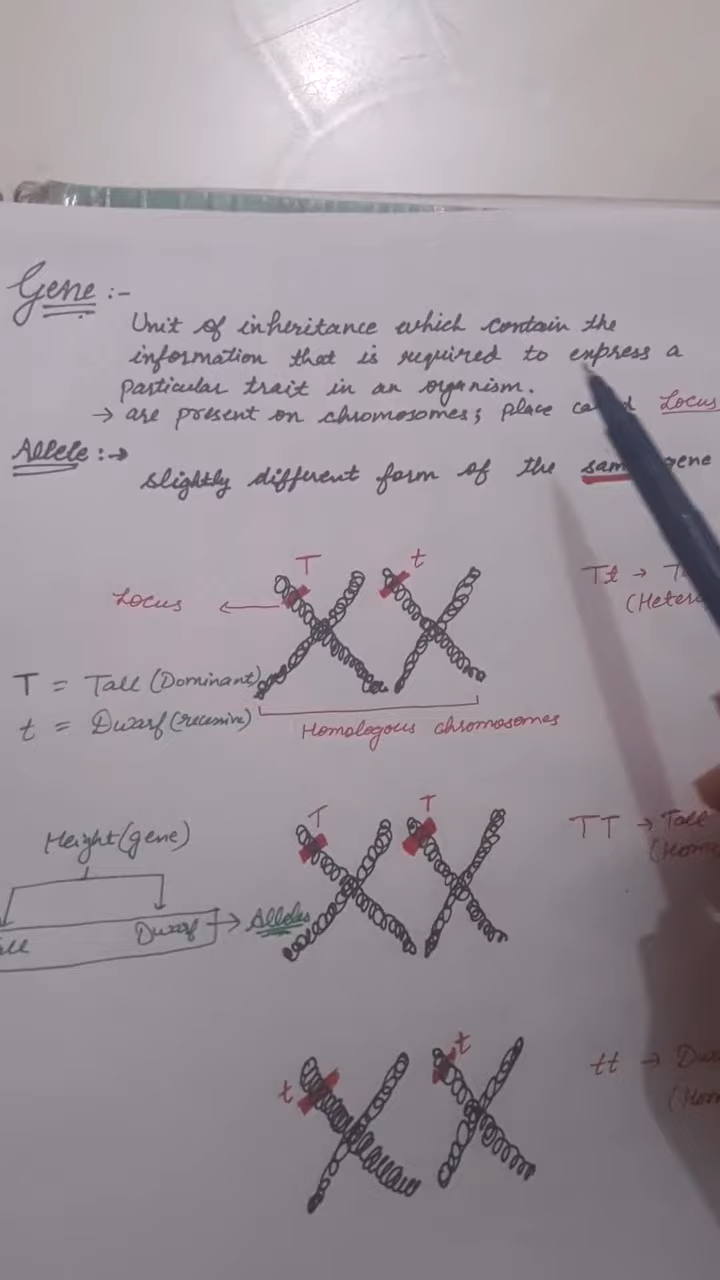 Gene :-
Unit of inheritance which contain the
information that is required to express a
particular trait in an organism.
→ are present on chromosomes; place Locus
Allele :→
slightly different form of the same gene
T t
Locus ←
Tt →
T = Tall (Dominant)
t = Dwarf (recessive)
Homologous chromosomes
T T
TT → Tall
Height (gene)
Dwarf → Alleles
t t
tt →